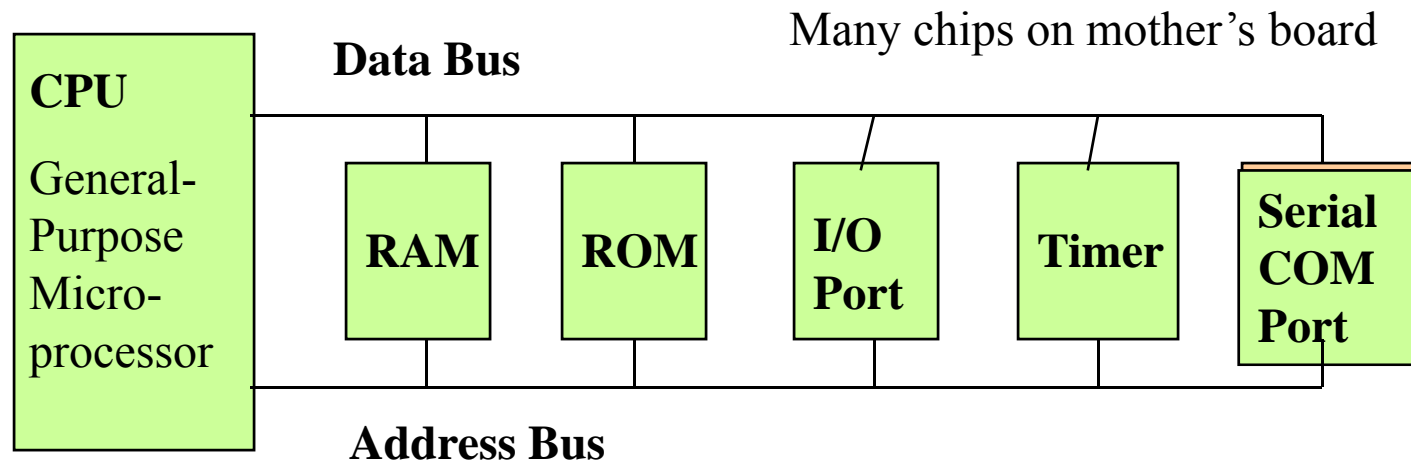 Many chips on mother’s board
Data Bus
CPU
General-
Purpose
Micro-
processor
RAM
ROM
I/O
Port
Timer
Serial
COM
Port
Address Bus